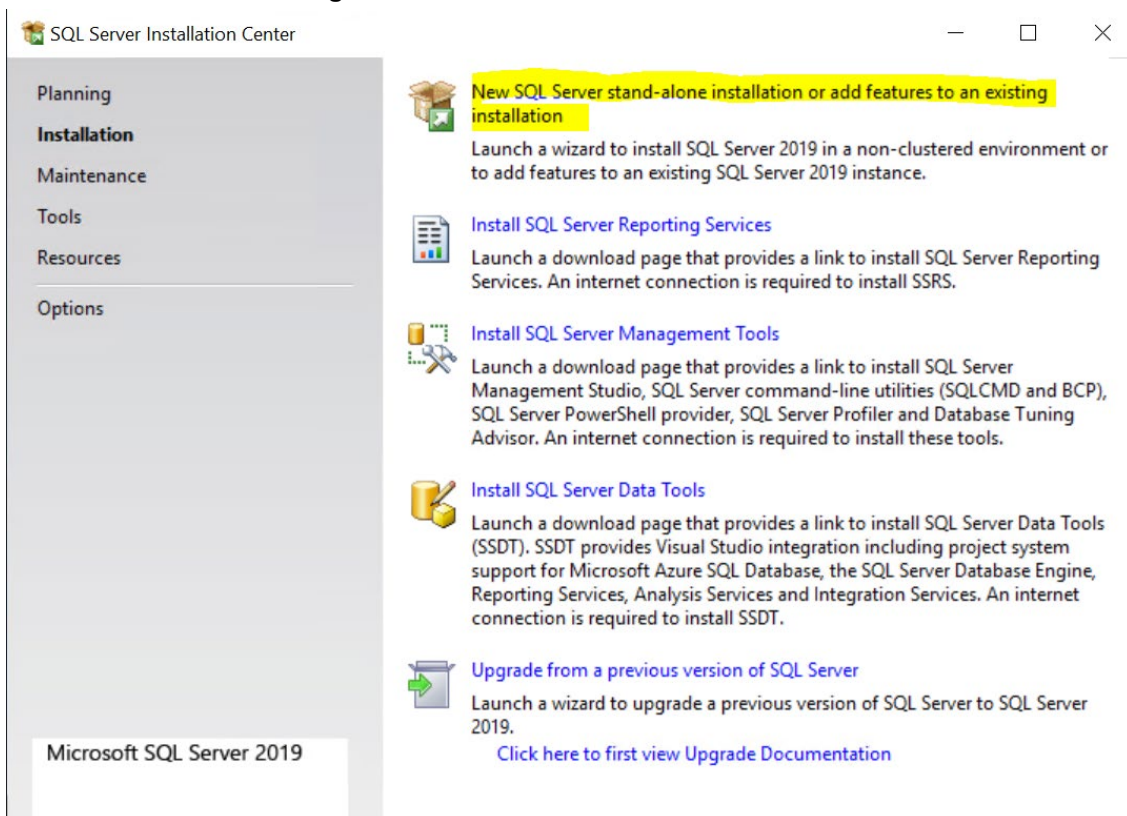 SQL Server Installation Center
Planning
Installation
Maintenance
Tools
Resources
Options
Microsoft SQL Server 2019
New SQL Server stand-alone installation or add features to an existing
installation
Launch a wizard to install SQL Server 2019 in a non-clustered environment or
to add features to an existing SQL Server 2019 instance.
Install SQL Server Reporting Services
Launch a download page that provides a link to install SQL Server Reporting
Services. An internet connection is required to install SSRS.
Install SQL Server Management Tools
Launch a download page that provides a link to install SQL Server
Management Studio, SQL Server command-line utilities (SQLCMD and BCP),
SQL Server PowerShell provider, SQL Server Profiler and Database Tuning
Advisor. An internet connection is required to install these tools.
Install SQL Server Data Tools
Launch a download page that provides a link to install SQL Server Data Tools
(SSDT). SSDT provides Visual Studio integration including project system
support for Microsoft Azure SQL Database, the SQL Server Database Engine,
Reporting Services, Analysis Services and Integration Services. An internet
connection is required to install SSDT.
Upgrade from a previous version of SQL Server
Launch a wizard to upgrade a previous version of SQL Server to SQL Server
2019.
Click here to first view Upgrade Documentation